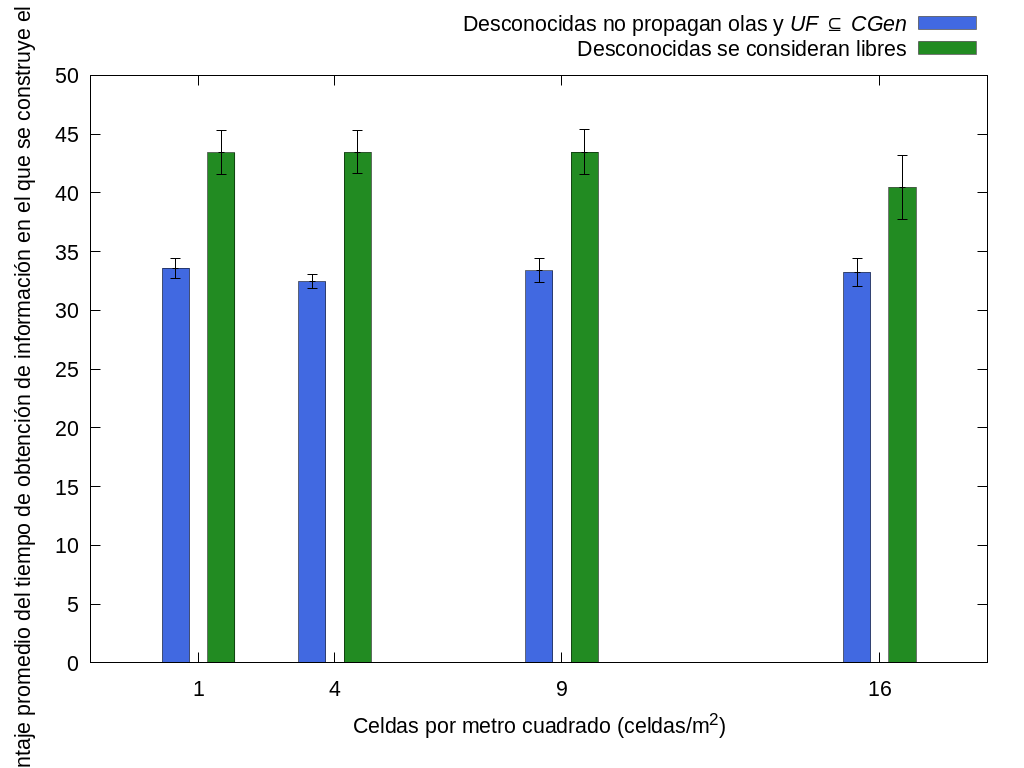 Desconocidas no propagan olas y UF ⊆ CGen
Desconocidas se consideran libres
50
45
40
35
30
25
20
15
10
5
0
promedio del tiempo de obtención de información en el que se construye el
1 4 9 16
Celdas por metro cuadrado (celdas/m²)